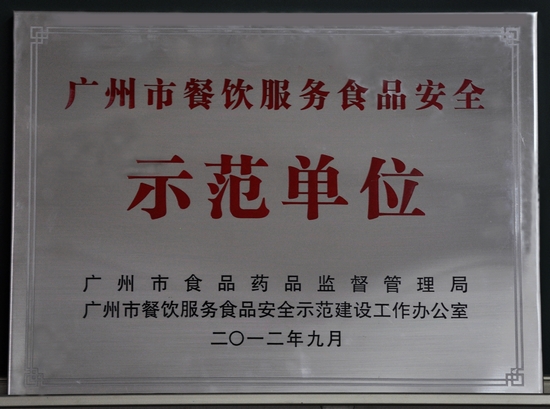 广州市餐饮服务食品安全
示范单位
广州市食品药品监督管理局
广州市餐饮服务食品安全示范建设工作办公室
二〇一二年九月